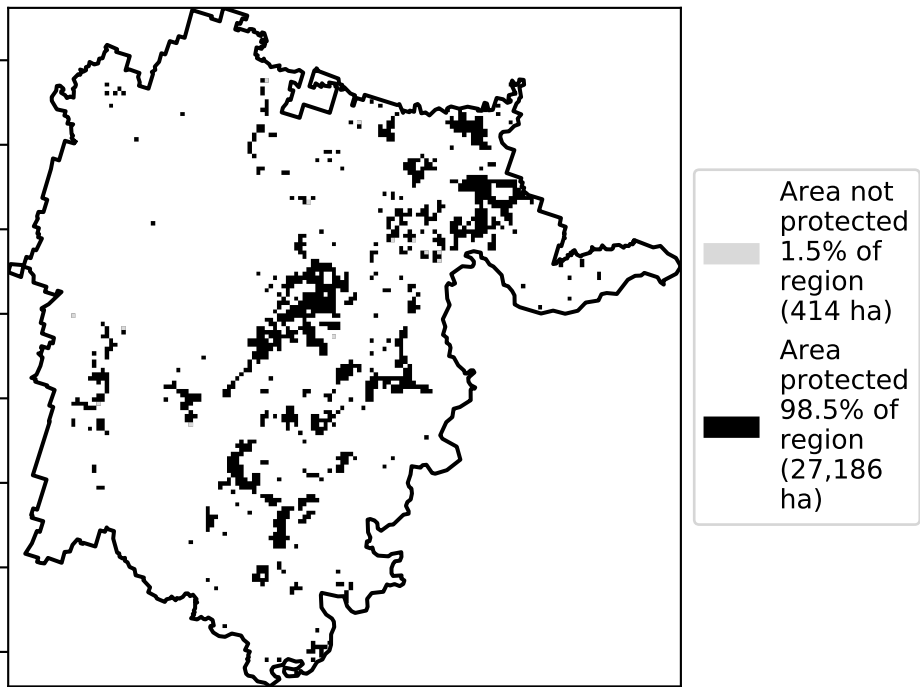 Area not
protected
1.5% of
region
(414 ha)
Area
protected
98.5% of
region
(27,186
ha)